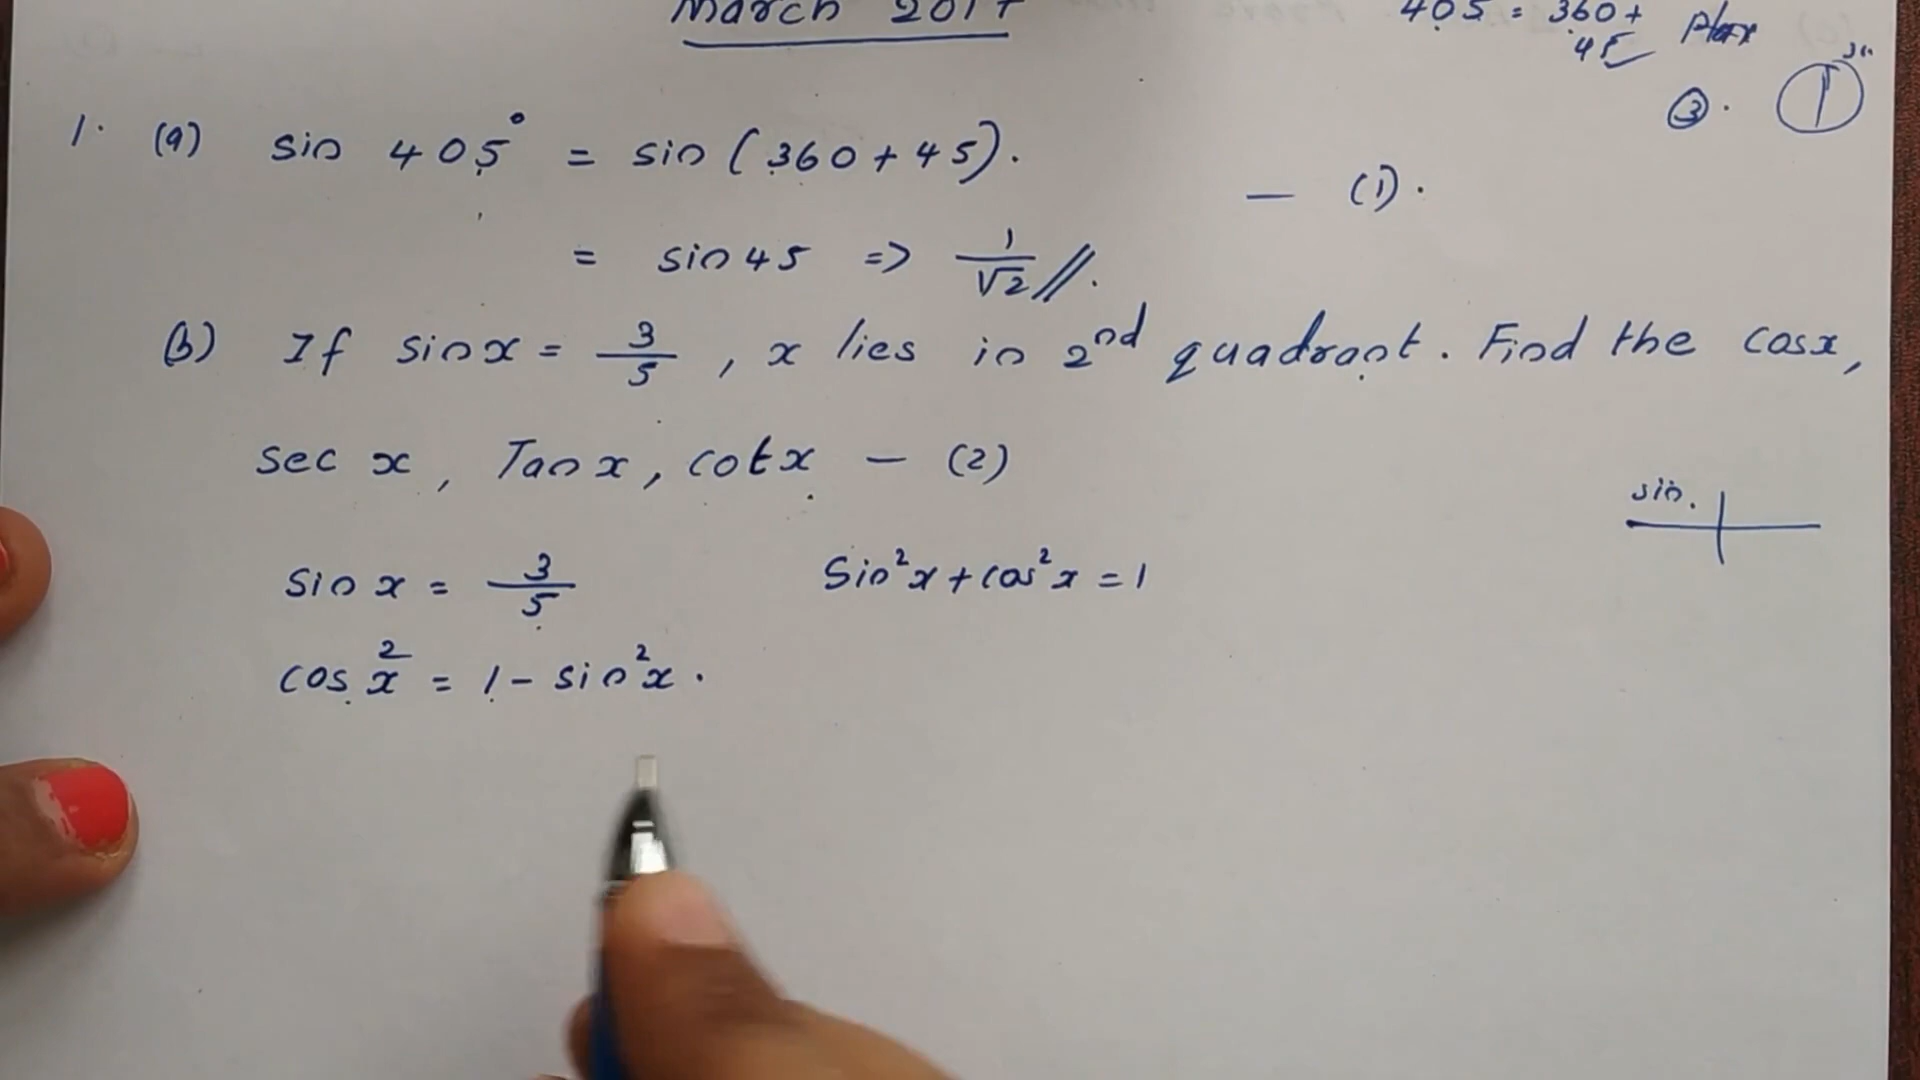 March 2017
405 = 360 +
45
1. (a) sin 405° = sin (360 + 45).
— (1).
= sin 45 => 1/√2 //.
(b) If sin x = 3/5, x lies in 2nd quadrant. Find the cos x,
sec x, Tan x, cot x — (2)
sin.
sin x = 3/5 Sin²x + cos²x = 1
cos²x = 1 - sin²x.